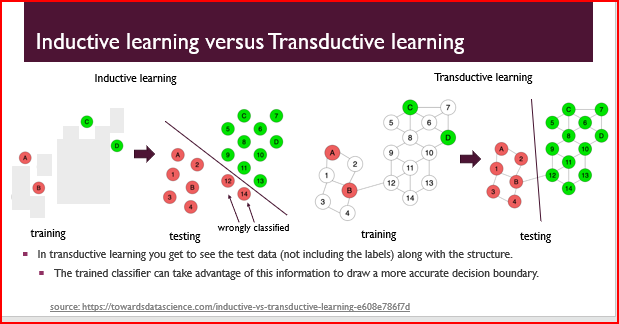 Inductive learning versus Transductive learning
Inductive learning
Transductive learning
C
D
A
B
training
C 7
5 6
8 D
9 10
11
12 13
14
A
2
1
B
3
4
wrongly classified
testing
C 7
5 6
D
8
A 9 10
2
1 11
B 12 13
3 14
4
training
C 7
5 6
8 D
A 9 10
1 2 11
B 12 13
3 14
4
testing
In transductive learning you get to see the test data (not including the labels) along with the structure.
The trained classifier can take advantage of this information to draw a more accurate decision boundary.
source: https://towardsdatascience.com/inductive-vs-transductive-learning-e608e786f7d